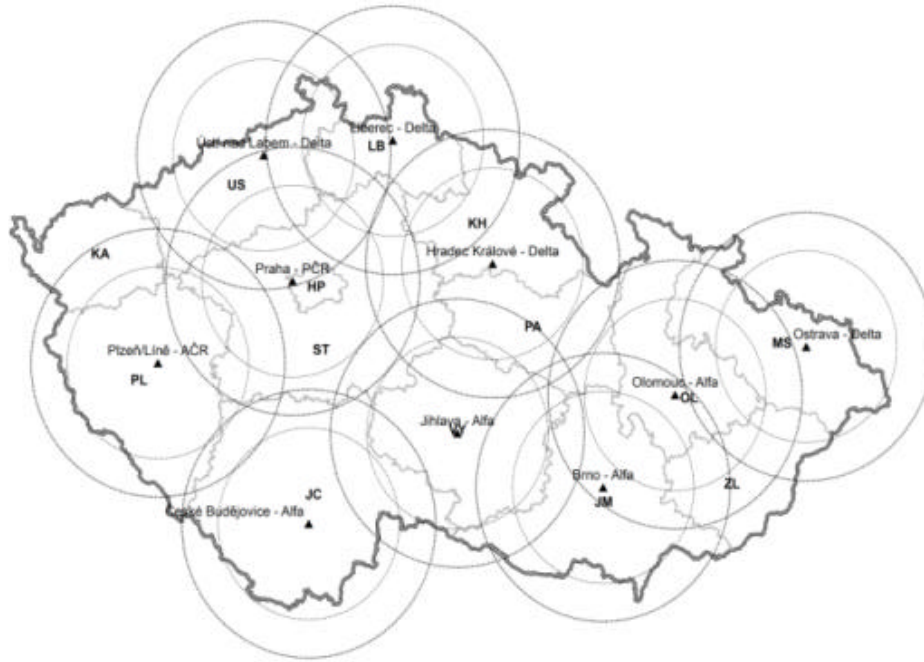 Liberec - Delta
Ústí nad Labem - Delta
LB
US
KH
KA
Hradec Králové - Delta
Praha - PČR
HP
PA
Ostrava - Delta
MS
ST
Plzeň/Líně - AČR
PL
Olomouc - Alfa
OL
Jihlava - Alfa
Brno - Alfa
ZL
JC
JM
České Budějovice - Alfa